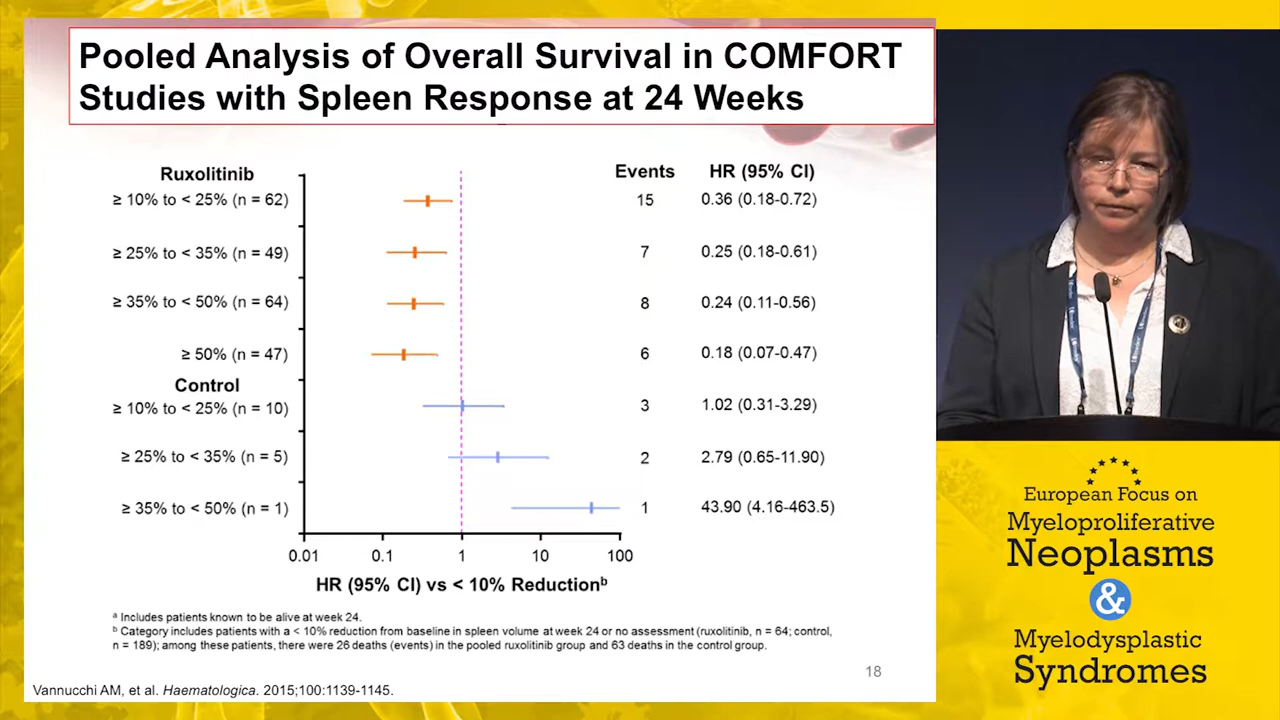 Pooled Analysis of Overall Survival in COMFORT
Studies with Spleen Response at 24 Weeks
Ruxolitinib
Events
HR (95% CI)
≥ 10% to < 25% (n = 62)
15
0.36 (0.18-0.72)
≥ 25% to < 35% (n = 49)
7
0.25 (0.18-0.61)
≥ 35% to < 50% (n = 64)
8
0.24 (0.11-0.56)
≥ 50% (n = 47)
6
0.18 (0.07-0.47)
Control
≥ 10% to < 25% (n = 10)
3
1.02 (0.31-3.29)
≥ 25% to < 35% (n = 5)
2
2.79 (0.65-11.90)
≥ 35% to < 50% (n = 1)
1
43.90 (4.16-463.5)
0.01 0.1 1 10 100
HR (95% CI) vs < 10% Reductionᵇ
ᵃ Includes patients known to be alive at week 24.
ᵇ Category includes patients with a < 10% reduction from baseline in spleen volume at week 24 or no assessment (ruxolitinib, n = 64; control,
n = 189); among these patients, there were 26 deaths (events) in the pooled ruxolitinib group and 63 deaths in the control group.
18
Vannucchi AM, et al. Haematologica. 2015;100:1139-1145.
European Focus on
Myeloproliferative
Neoplasms
&
Myelodysplastic
Syndromes